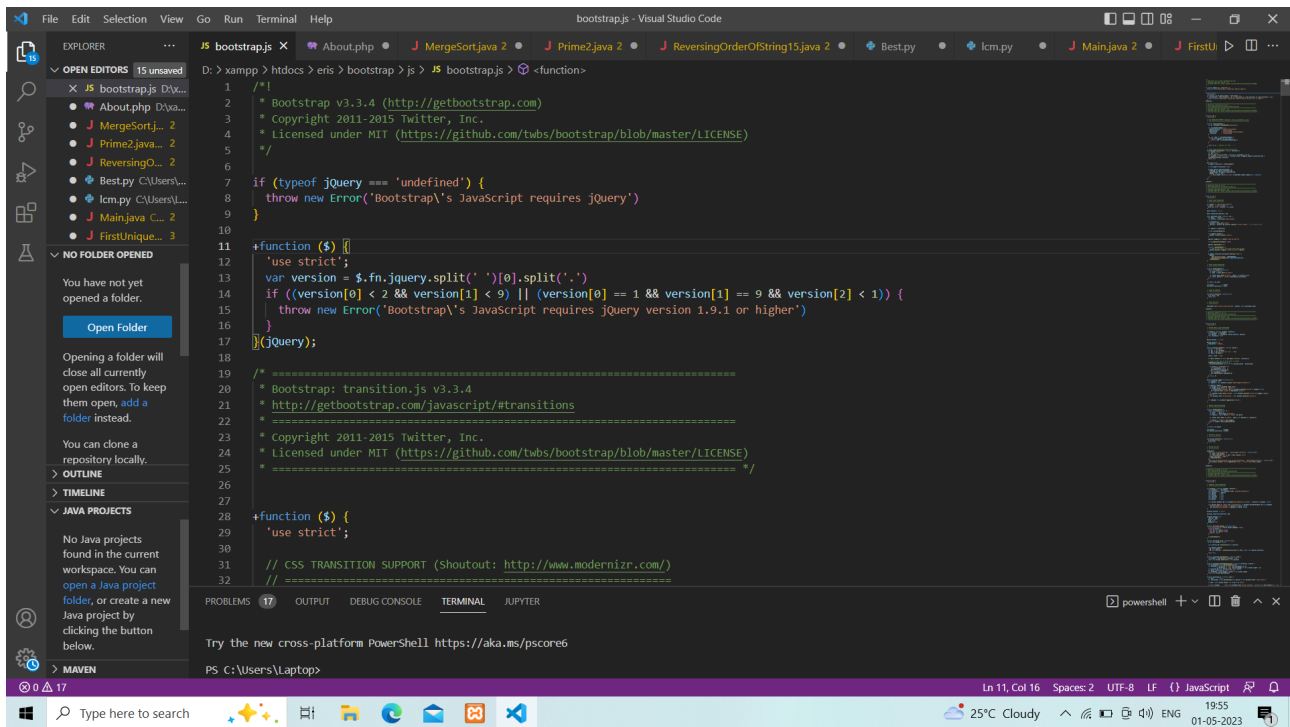 File Edit Selection View Go Run Terminal Help bootstrap.js - Visual Studio Code
EXPLORER ...
OPEN EDITORS 15 unsaved
JS bootstrap.js D:\x...
About.php D:\xa...
J MergeSort.j... 2
J Prime2.java... 2
J ReversingO... 2
Best.py C:\Users\...
lcm.py C:\Users\L...
J Main.java C... 2
J FirstUnique... 3
NO FOLDER OPENED
You have not yet
opened a folder.
Open Folder
Opening a folder will
close all currently
open editors. To keep
them open, add a
folder instead.
You can clone a
repository locally.
OUTLINE
TIMELINE
JAVA PROJECTS
No Java projects
found in the current
workspace. You can
open a Java project
folder, or create a new
Java project by
clicking the button
below.
MAVEN
15
JS bootstrap.js About.php J MergeSort.java 2 J Prime2.java 2 J ReversingOrderOfString15.java 2 Best.py lcm.py J Main.java 2 J FirstU
D: > xampp > htdocs > eris > bootstrap > js > JS bootstrap.js > <function>
1 /*!
2 * Bootstrap v3.3.4 (http://getbootstrap.com)
3 * Copyright 2011-2015 Twitter, Inc.
4 * Licensed under MIT (https://github.com/twbs/bootstrap/blob/master/LICENSE)
5 */
6
7 if (typeof jQuery === 'undefined') {
8 throw new Error('Bootstrap\'s JavaScript requires jQuery')
9 }
10
11 +function ($) {
12 'use strict';
13 var version = $.fn.jquery.split(' ')[0].split('.')
14 if ((version[0] < 2 && version[1] < 9) || (version[0] == 1 && version[1] == 9 && version[2] < 1)) {
15 throw new Error('Bootstrap\'s JavaScript requires jQuery version 1.9.1 or higher')
16 }
17 }(jQuery);
18
19 /* ========================================================================
20 * Bootstrap: transition.js v3.3.4
21 * http://getbootstrap.com/javascript/#transitions
22 * ========================================================================
23 * Copyright 2011-2015 Twitter, Inc.
24 * Licensed under MIT (https://github.com/twbs/bootstrap/blob/master/LICENSE)
25 * ======================================================================== */
26
27
28 +function ($) {
29 'use strict';
30
31 // CSS TRANSITION SUPPORT (Shoutout: http://www.modernizr.com/)
32 // ============================================================
PROBLEMS 17 OUTPUT DEBUG CONSOLE TERMINAL JUPYTER powershell
Try the new cross-platform PowerShell https://aka.ms/pscore6
PS C:\Users\Laptop>
0 17 Ln 11, Col 16 Spaces: 2 UTF-8 LF {} JavaScript
Type here to search 25°C Cloudy ENG 19:55
01-05-2023
1